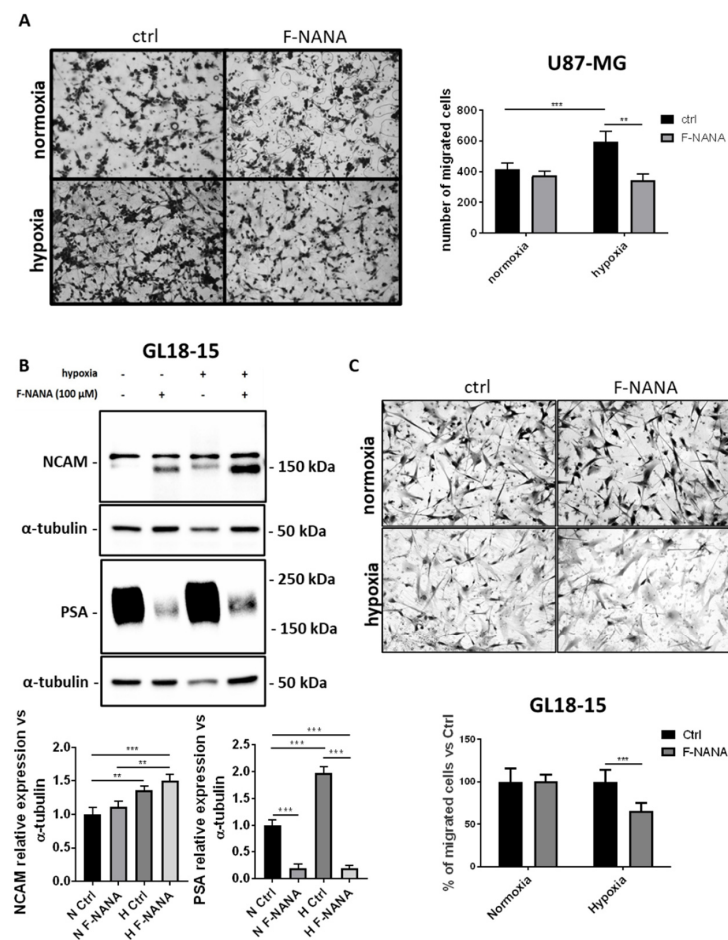 A
ctrl
F-NANA
normoxia
hypoxia
U87-MG
number of migrated cells
800
600
400
200
0
***
**
ctrl
F-NANA
normoxia
hypoxia
B
GL18-15
hypoxia - - + +
F-NANA (100 µM) - + - +
NCAM -
- 150 kDa
α-tubulin -
- 50 kDa
- 250 kDa
PSA -
- 150 kDa
α-tubulin -
- 50 kDa
NCAM relative expression vs
α-tubulin
2.0
1.5
1.0
0.5
0.0
***
**
**
N Ctrl
N F-NANA
H Ctrl
H F-NANA
PSA relative expression vs
α-tubulin
2.5
2.0
1.5
1.0
0.5
0.0
***
***
***
***
N Ctrl
N F-NANA
H Ctrl
H F-NANA
C
ctrl
F-NANA
normoxia
hypoxia
GL18-15
% of migrated cells vs Ctrl
150
100
50
0
***
Ctrl
F-NANA
Normoxia
Hypoxia